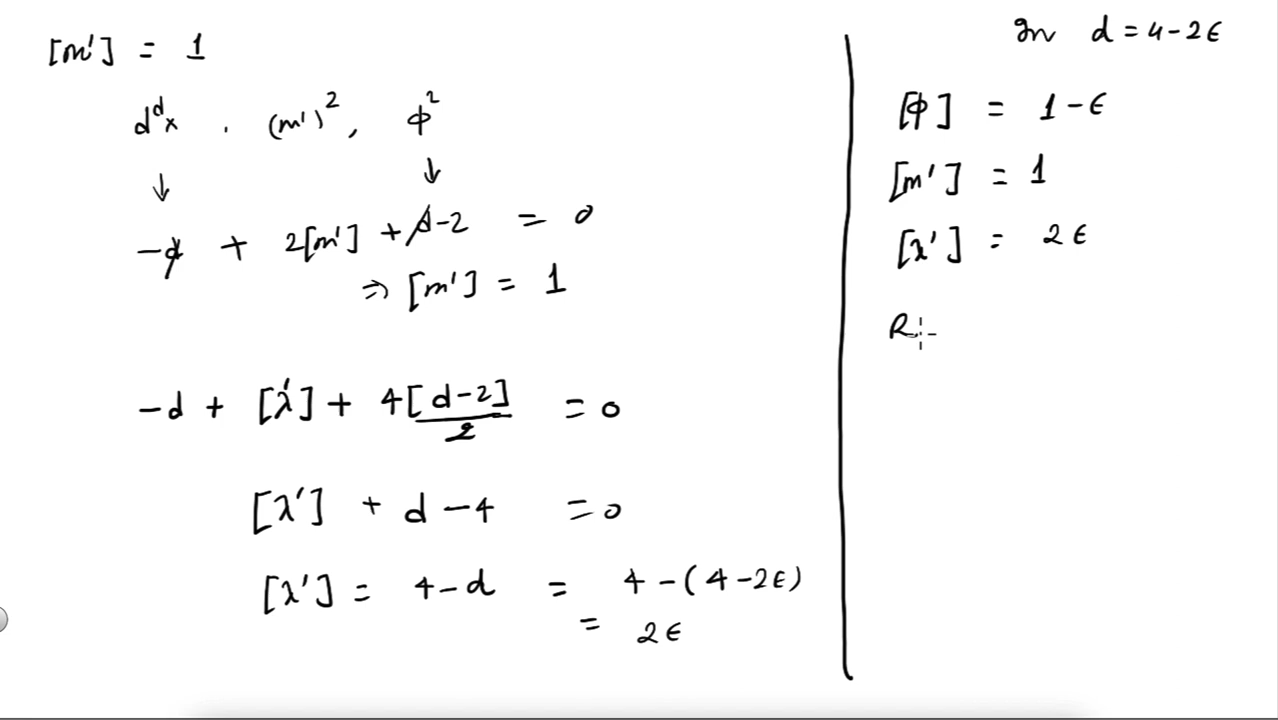 [m'] = 1
d^d x . (m')^2, ϕ^2
↓ ↓
-d + 2[m'] + d-2 = 0
⇒ [m'] = 1
-d + [λ'] + 4[d-2]/2 = 0
[λ'] + d-4 = 0
[λ'] = 4-d = 4-(4-2ϵ)
= 2ϵ
In d = 4-2ϵ
[ϕ] = 1-ϵ
[m'] = 1
[λ'] = 2ϵ
R